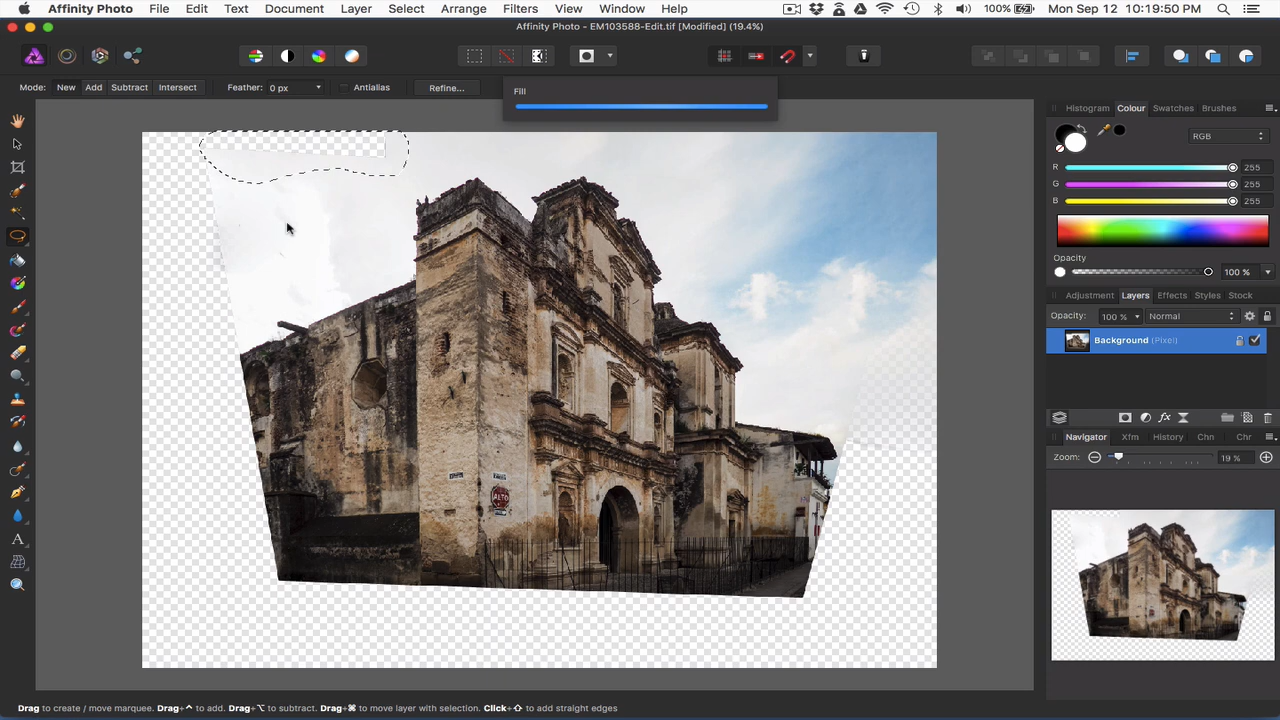 Affinity Photo File Edit Text Document Layer Select Arrange Filters View Window Help 100% Mon Sep 12 10:19:50 PM
Affinity Photo - EM103588-Edit.tif [Modified] (19.4%)
Mode: New Add Subtract Intersect Feather: 0 px Antialias Refine...
Fill
Histogram Colour Swatches Brushes
RGB
R 255
G 255
B 255
Opacity
100 %
Adjustment Layers Effects Styles Stock
Opacity: 100 % Normal
Background (Pixel)
fx
Navigator Xfm History Chn Chr
Zoom: 19 %
ALTO
A
Drag to create / move marquee. Drag+^ to add. Drag+⌥ to subtract. Drag+⌘ to move layer with selection. Click+⇧ to add straight edges